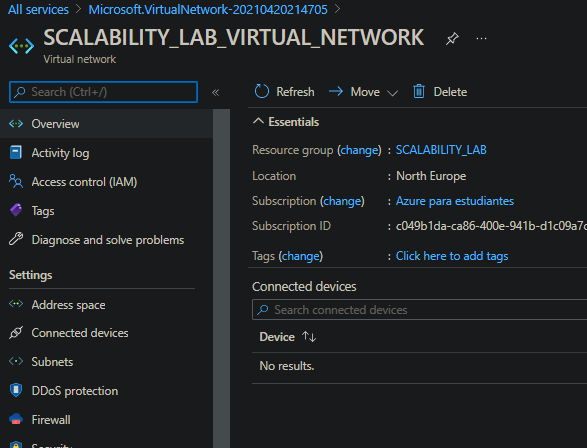 All services > Microsoft.VirtualNetwork-20210420214705 >
SCALABILITY_LAB_VIRTUAL_NETWORK
Virtual network
Search (Ctrl+/)
Overview
Activity log
Access control (IAM)
Tags
Diagnose and solve problems
Settings
Address space
Connected devices
Subnets
DDoS protection
Firewall
Security
Refresh
Move
Delete
Essentials
Resource group (change) : SCALABILITY_LAB
Location : North Europe
Subscription (change) : Azure para estudiantes
Subscription ID : c049b1da-ca86-400e-941b-d1c09a7c
Tags (change) : Click here to add tags
Connected devices
Search connected devices
Device ↑↓
No results.